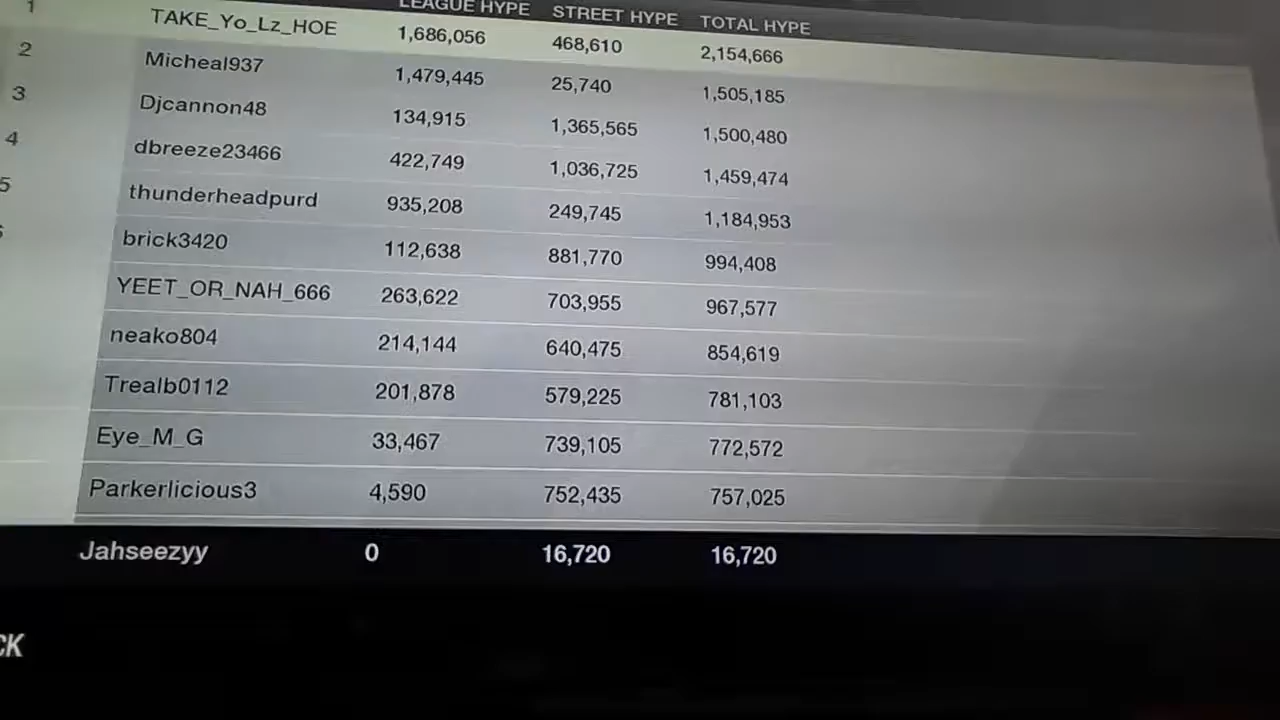 LEAGUE HYPE STREET HYPE TOTAL HYPE
1 TAKE_Yo_Lz_HOE 1,686,056 468,610 2,154,666
2 Micheal937 1,479,445 25,740 1,505,185
3 Djcannon48 134,915 1,365,565 1,500,480
4 dbreeze23466 422,749 1,036,725 1,459,474
5 thunderheadpurd 935,208 249,745 1,184,953
brick3420 112,638 881,770 994,408
YEET_OR_NAH_666 263,622 703,955 967,577
neako804 214,144 640,475 854,619
Trealb0112 201,878 579,225 781,103
Eye_M_G 33,467 739,105 772,572
Parkerlicious3 4,590 752,435 757,025
Jahseezyy 0 16,720 16,720
CK